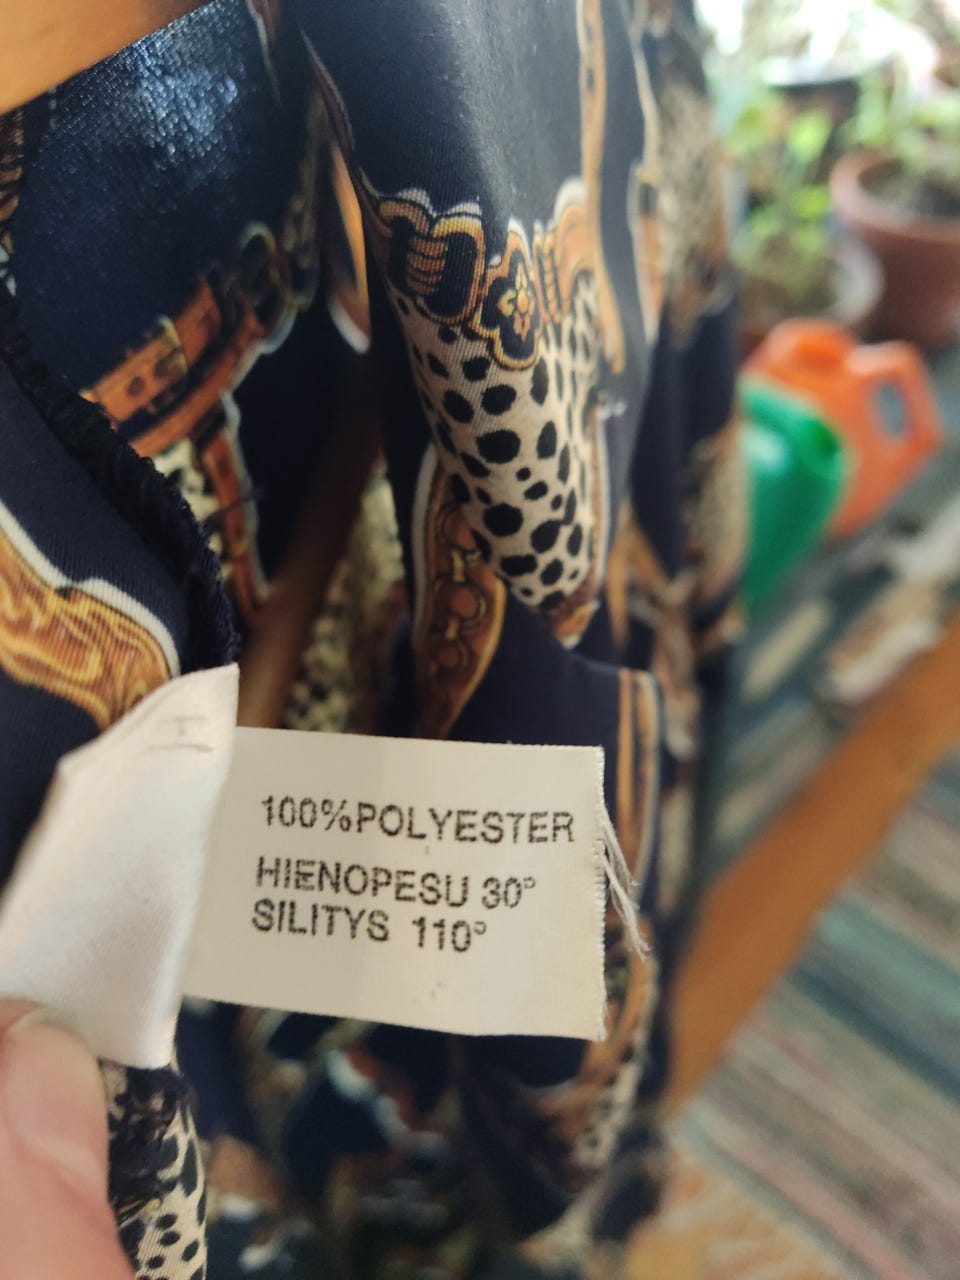 100%POLYESTER
HIENOPESU 30°
SILITYS 110°